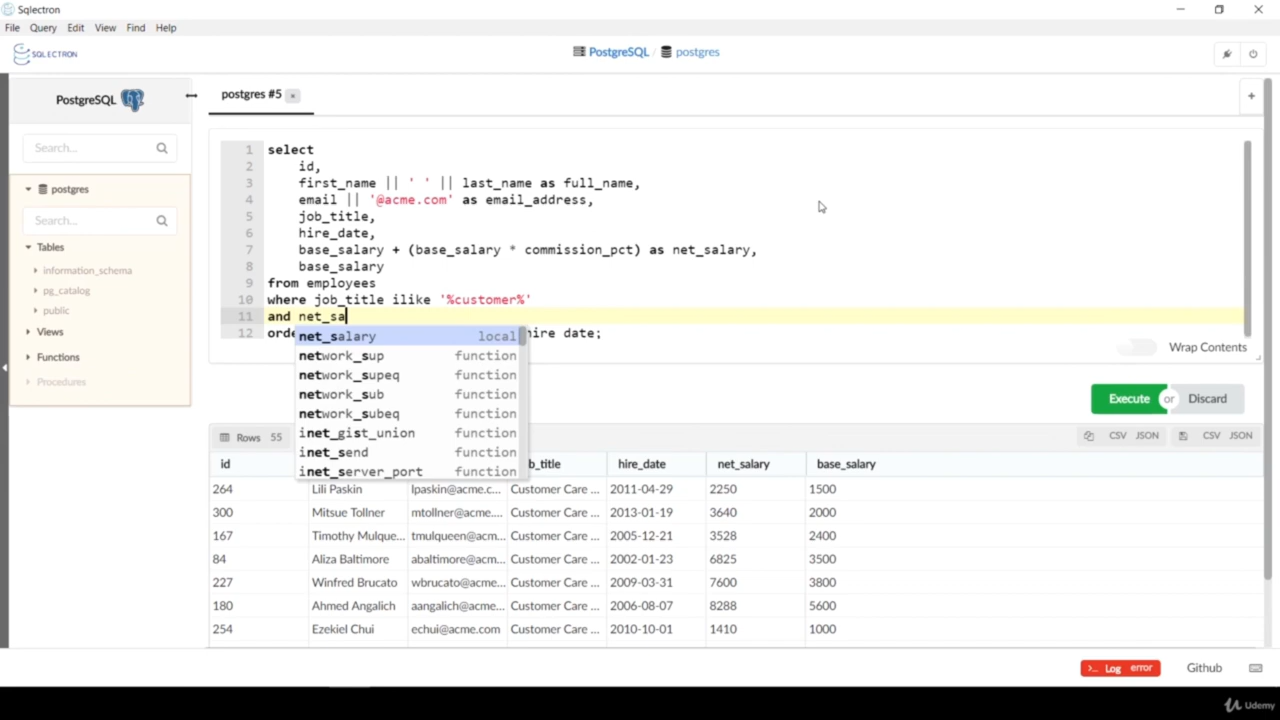 Sqlectron
File Query Edit View Find Help
SQLECTRON
PostgreSQL / postgres
PostgreSQL
postgres #5
Search...
postgres
Search...
Tables
information_schema
pg_catalog
public
Views
Functions
Procedures
1 select
2 id,
3 first_name || ' ' || last_name as full_name,
4 email || '@acme.com' as email_address,
5 job_title,
6 hire_date,
7 base_salary + (base_salary * commission_pct) as net_salary,
8 base_salary
9 from employees
10 where job_title ilike '%customer%'
11 and net_sa
12 orde hire date;
net_salary local
network_sup function
network_supeq function
network_sub function
network_subeq function
inet_gist_union function
inet_send function
inet_server_port function
Wrap Contents
Execute or Discard
Rows 55
CSV JSON CSV JSON
id b_title hire_date net_salary base_salary
264 Lili Paskin lpaskin@acme.c... Customer Care ... 2011-04-29 2250 1500
300 Mitsue Tollner mtollner@acme.... Customer Care ... 2013-01-19 3640 2000
167 Timothy Mulque... tmulqueen@acm... Customer Care ... 2005-12-21 3528 2400
84 Aliza Baltimore abaltimore@acm... Customer Care ... 2002-01-23 6825 3500
227 Winfred Brucato wbrucato@acme... Customer Care ... 2009-03-31 7600 3800
180 Ahmed Angalich aangalich@acme... Customer Care ... 2006-08-07 8288 5600
254 Ezekiel Chui echui@acme.com Customer Care ... 2010-10-01 1410 1000
>_ Log error
Github
Udemy